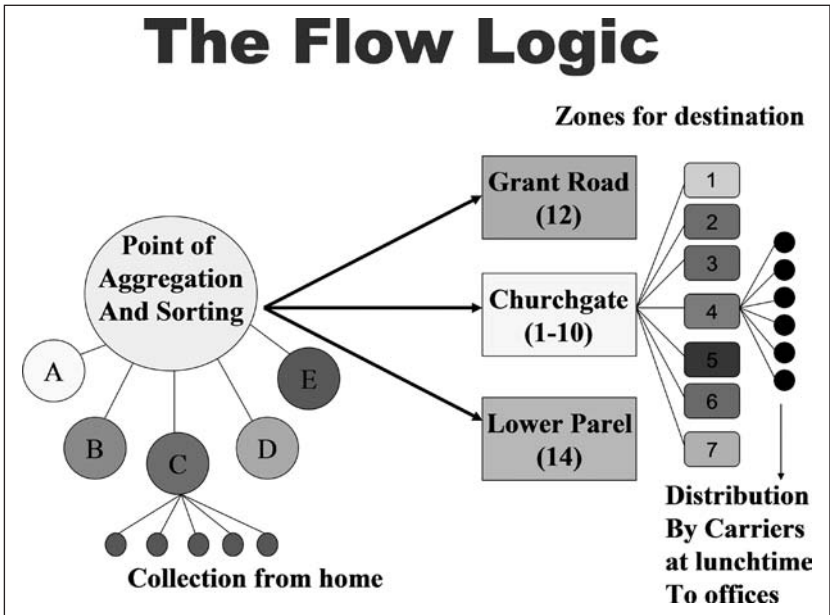 The Flow Logic
Zones for destination
Point of
Aggregation
And Sorting
A
B
C
D
E
Collection from home
Grant Road
(12)
Churchgate
(1-10)
Lower Parel
(14)
1
2
3
4
5
6
7
Distribution
By Carriers
at lunchtime
To offices